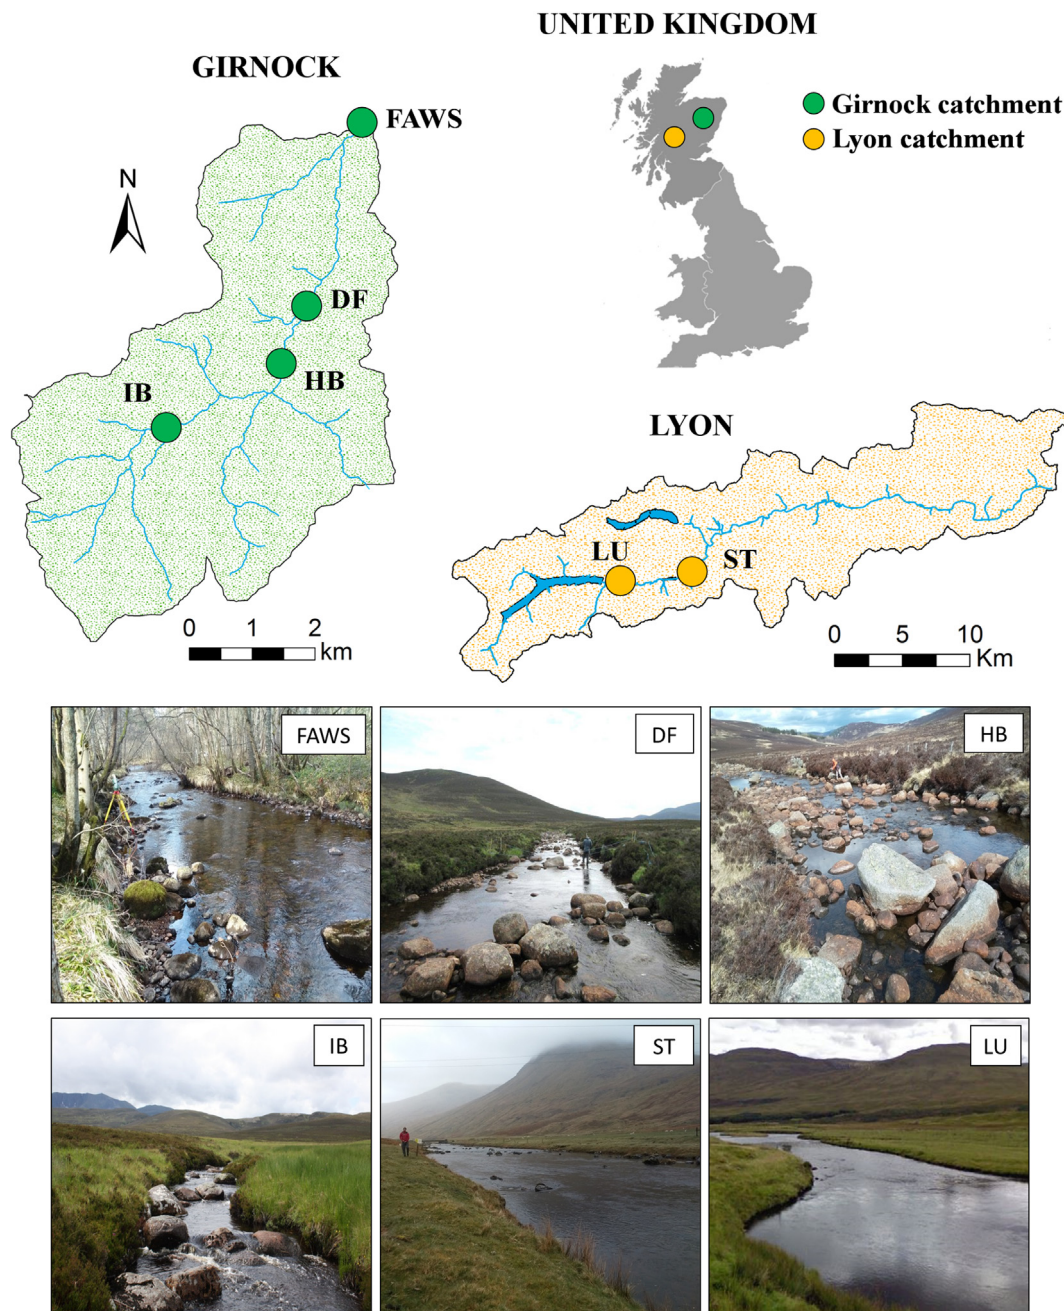 UNITED KINGDOM
GIRNOCK
Girnock catchment
Lyon catchment
FAWS
N
DF
HB
IB
LYON
LU
ST
0 1 2
km
0 5 10
Km
FAWS
DF
HB
IB
ST
LU